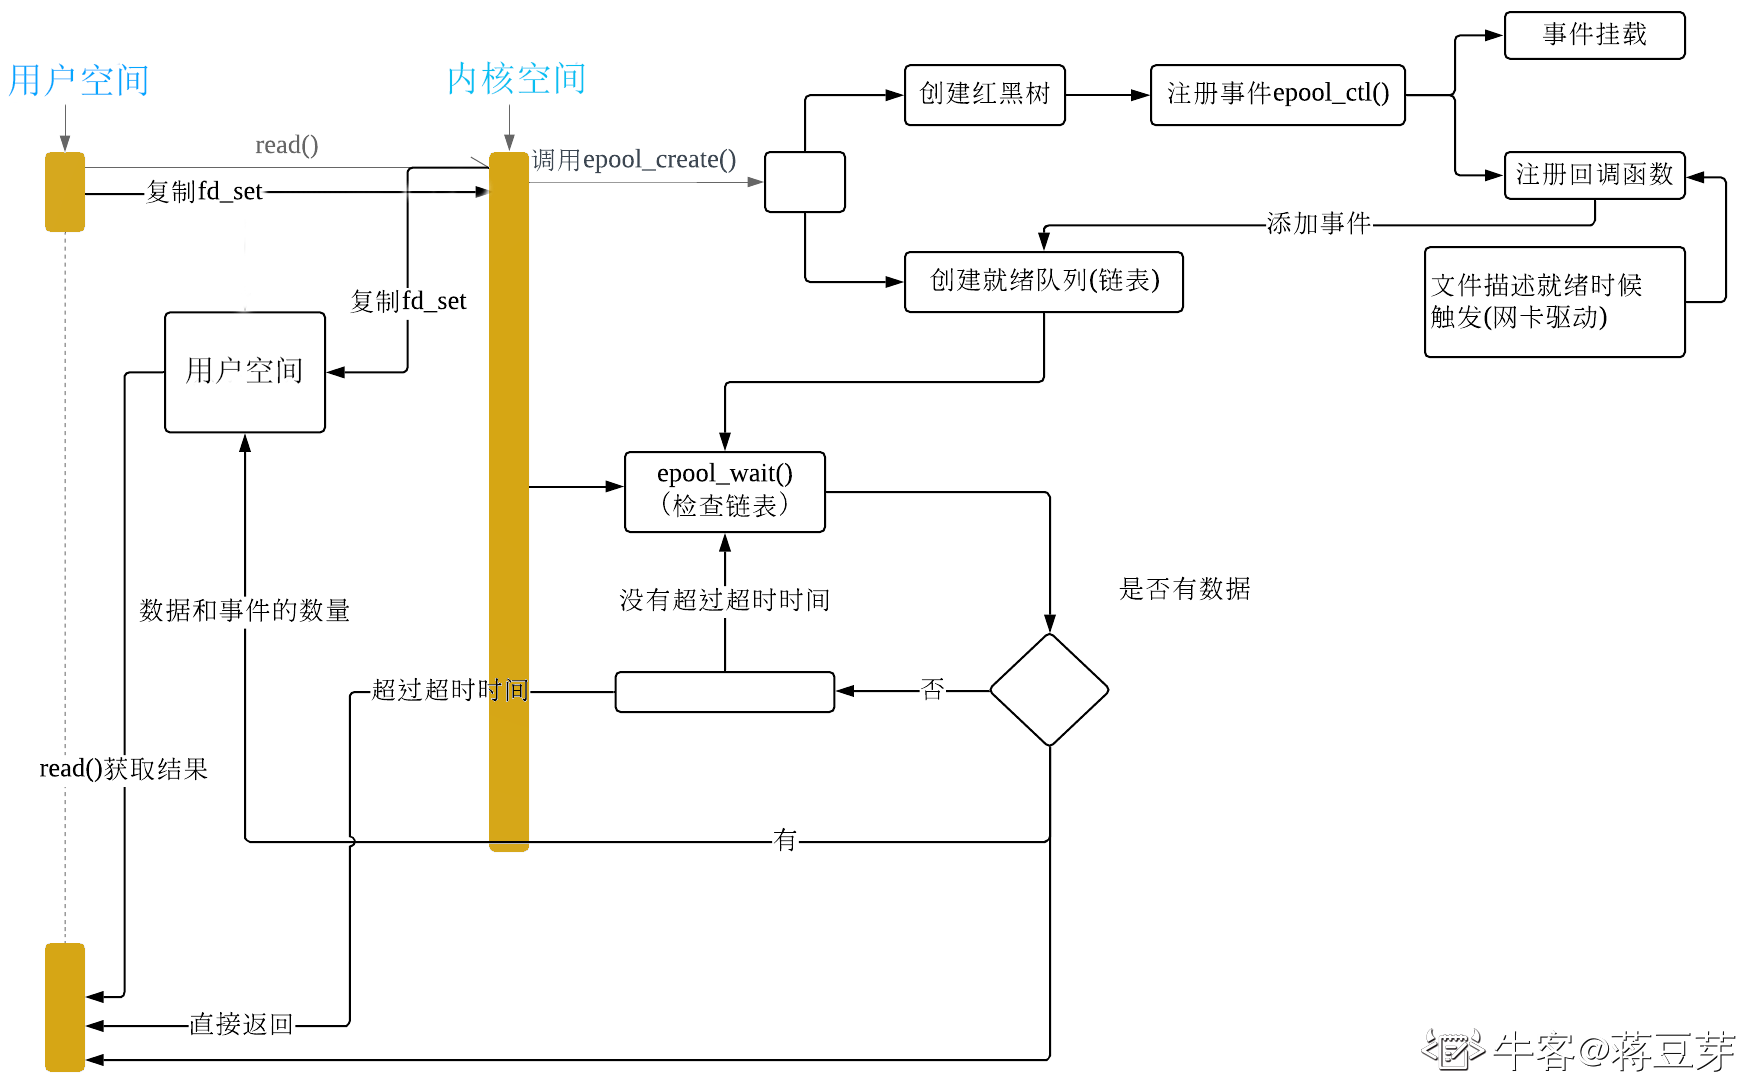 用户空间
内核空间
read()
复制fd_set
调用epool_create()
创建红黑树
注册事件epool_ctl()
事件挂载
注册回调函数
添加事件
创建就绪队列(链表)
文件描述就绪时候
触发(网卡驱动)
复制fd_set
用户空间
epool_wait()
（检查链表）
没有超过超时时间
是否有数据
数据和事件的数量
超过超时时间
否
read()获取结果
有
直接返回
牛客@蒋豆芽